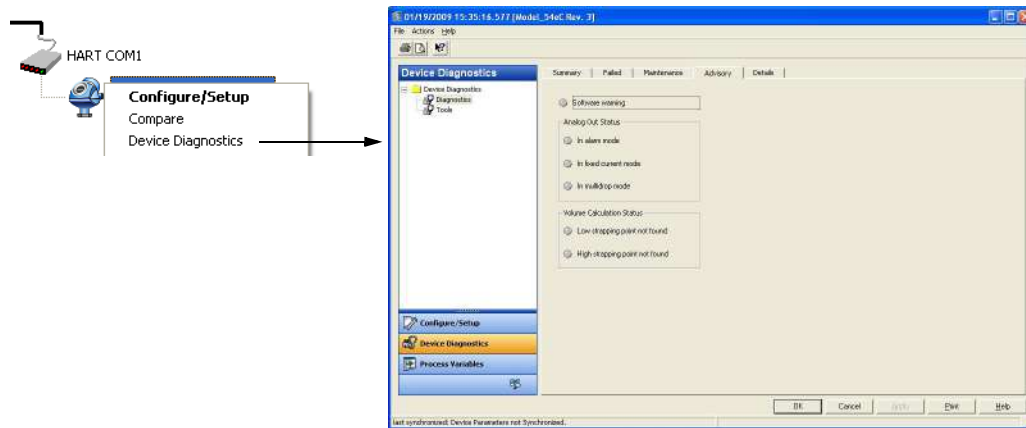 HART COM1
Configure/Setup
Compare
Device Diagnostics
01/19/2009 15:35:16.577 [Model_54eC Rev. 3]
File Actions Help
Device Diagnostics
Device Diagnostics
Diagnostics
Tools
Configure/Setup
Device Diagnostics
Process Variables
Summary Failed Maintenance Advisory Details
Software warning
Analog Out Status
In alarm mode
In fixed current mode
In multidrop mode
Volume Calculation Status
Low strapping point not found
High strapping point not found
OK Cancel Apply Print Help
last synchronized: Device Parameters not Synchronized.